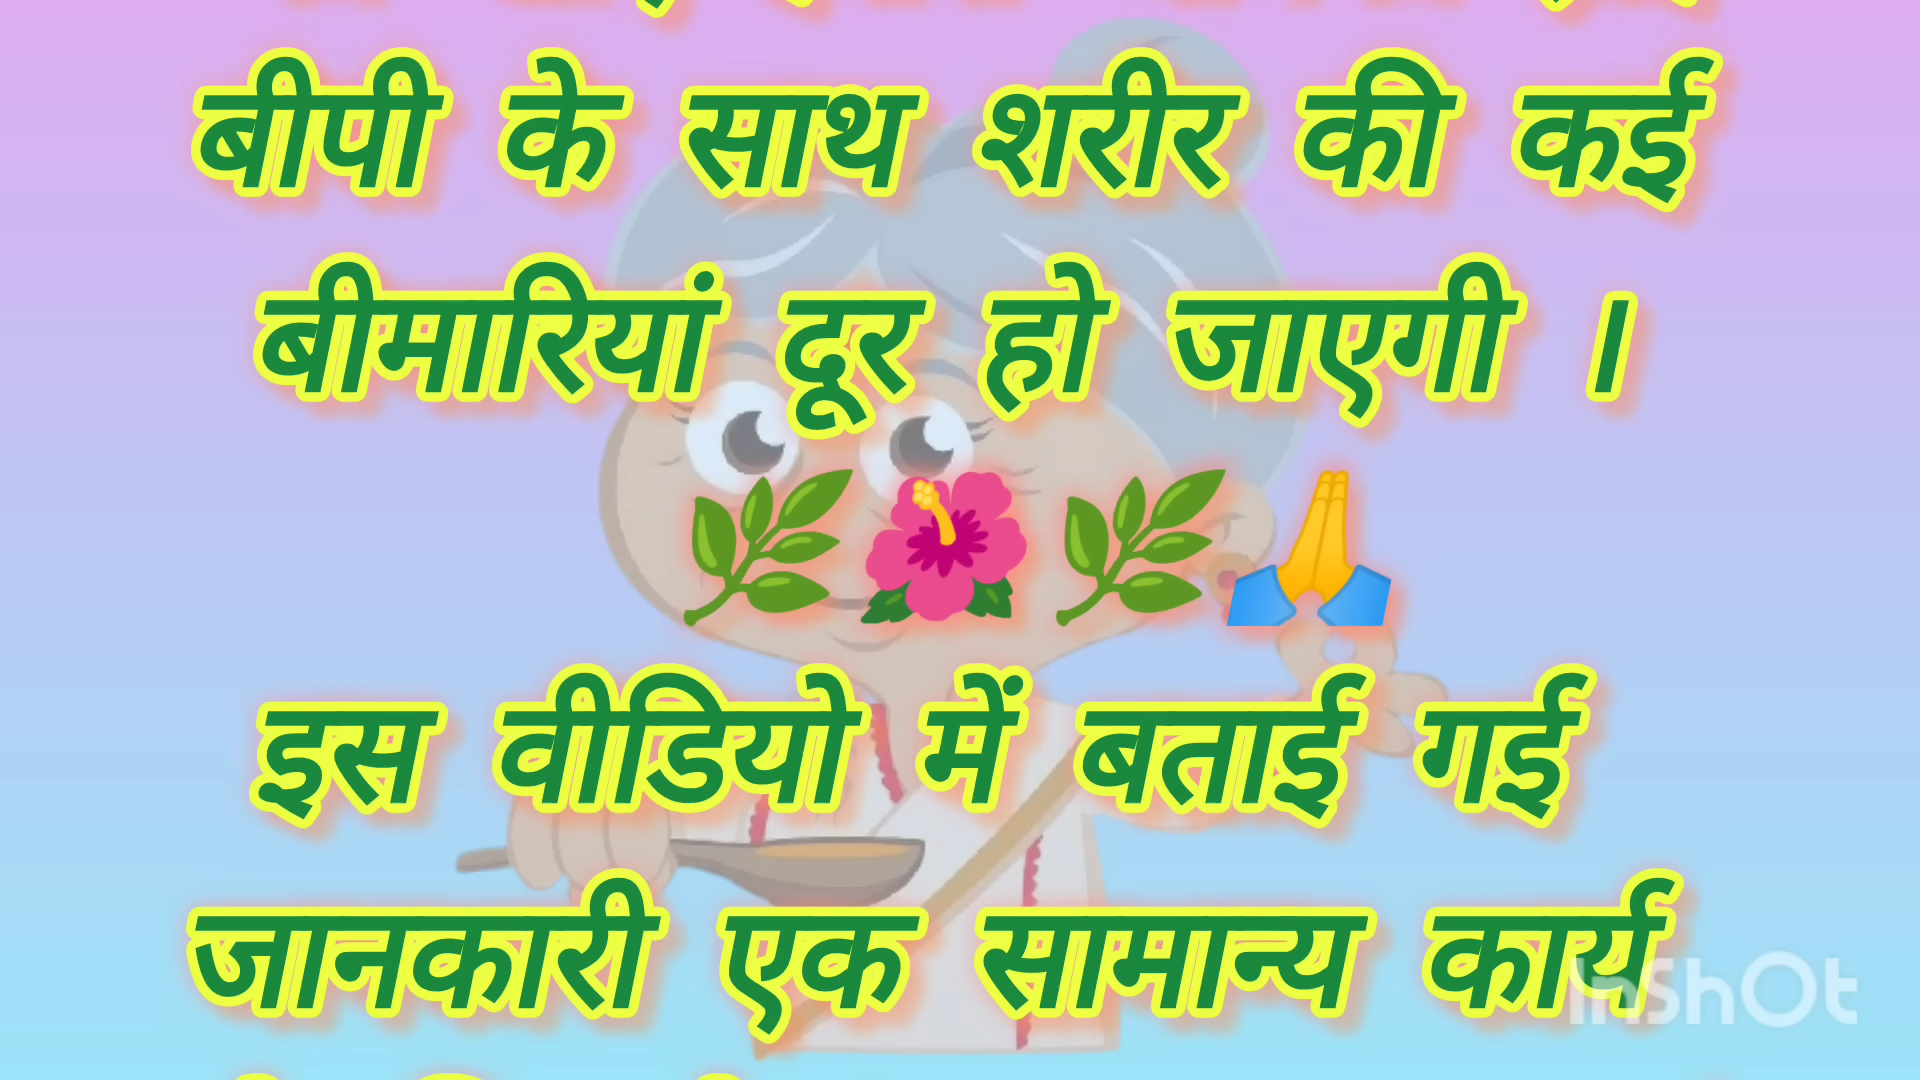 बीपी के साथ शरीर की कई
बीमारियां दूर हो जाएगी ।
🌿🌺🌿🙏
इस वीडियो में बताई गई
जानकारी एक सामान्य कार्य
InShOt